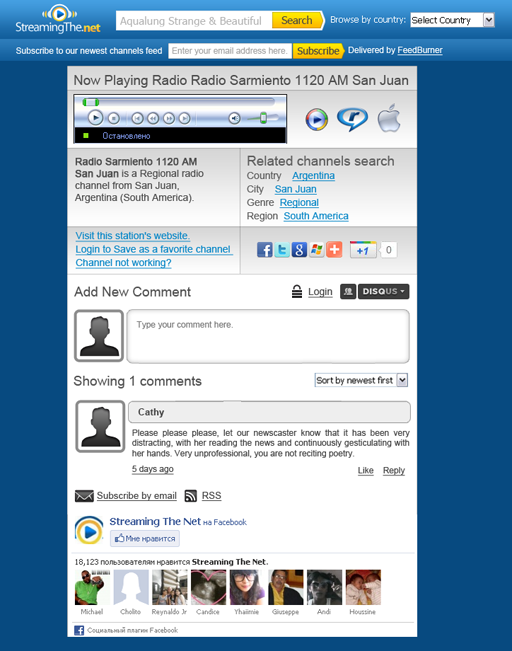 StreamingThe.net
Aqualung Strange & Beautiful
Search
Browse by country:
Select Country
Subscribe to our newest channels feed
Enter your email address here.
Subscribe
Delivered by FeedBurner
Now Playing Radio Radio Sarmiento 1120 AM San Juan
Остановлено
Radio Sarmiento 1120 AM
San Juan is a Regional radio
channel from San Juan,
Argentina (South America).
Related channels search
Country Argentina
City San Juan
Genre Regional
Region South America
Visit this station's website.
Login to Save as a favorite channel
Channel not working?
+1
0
Add New Comment
Login
DISQUS
Type your comment here.
Showing 1 comments
Sort by newest first
Cathy
Please please please, let our newscaster know that it has been very
distracting, with her reading the news and continuously gesticulating with
her hands. Very unprofessional, you are not reciting poetry.
5 days ago
Like Reply
Subscribe by email
RSS
Streaming The Net на Facebook
Мне нравится
18,123 пользователям нравится Streaming The Net.
Michael Cholito Reynaldo Jr Candice Yhaimie Giuseppe Andi Houssine
Социальный плагин Facebook